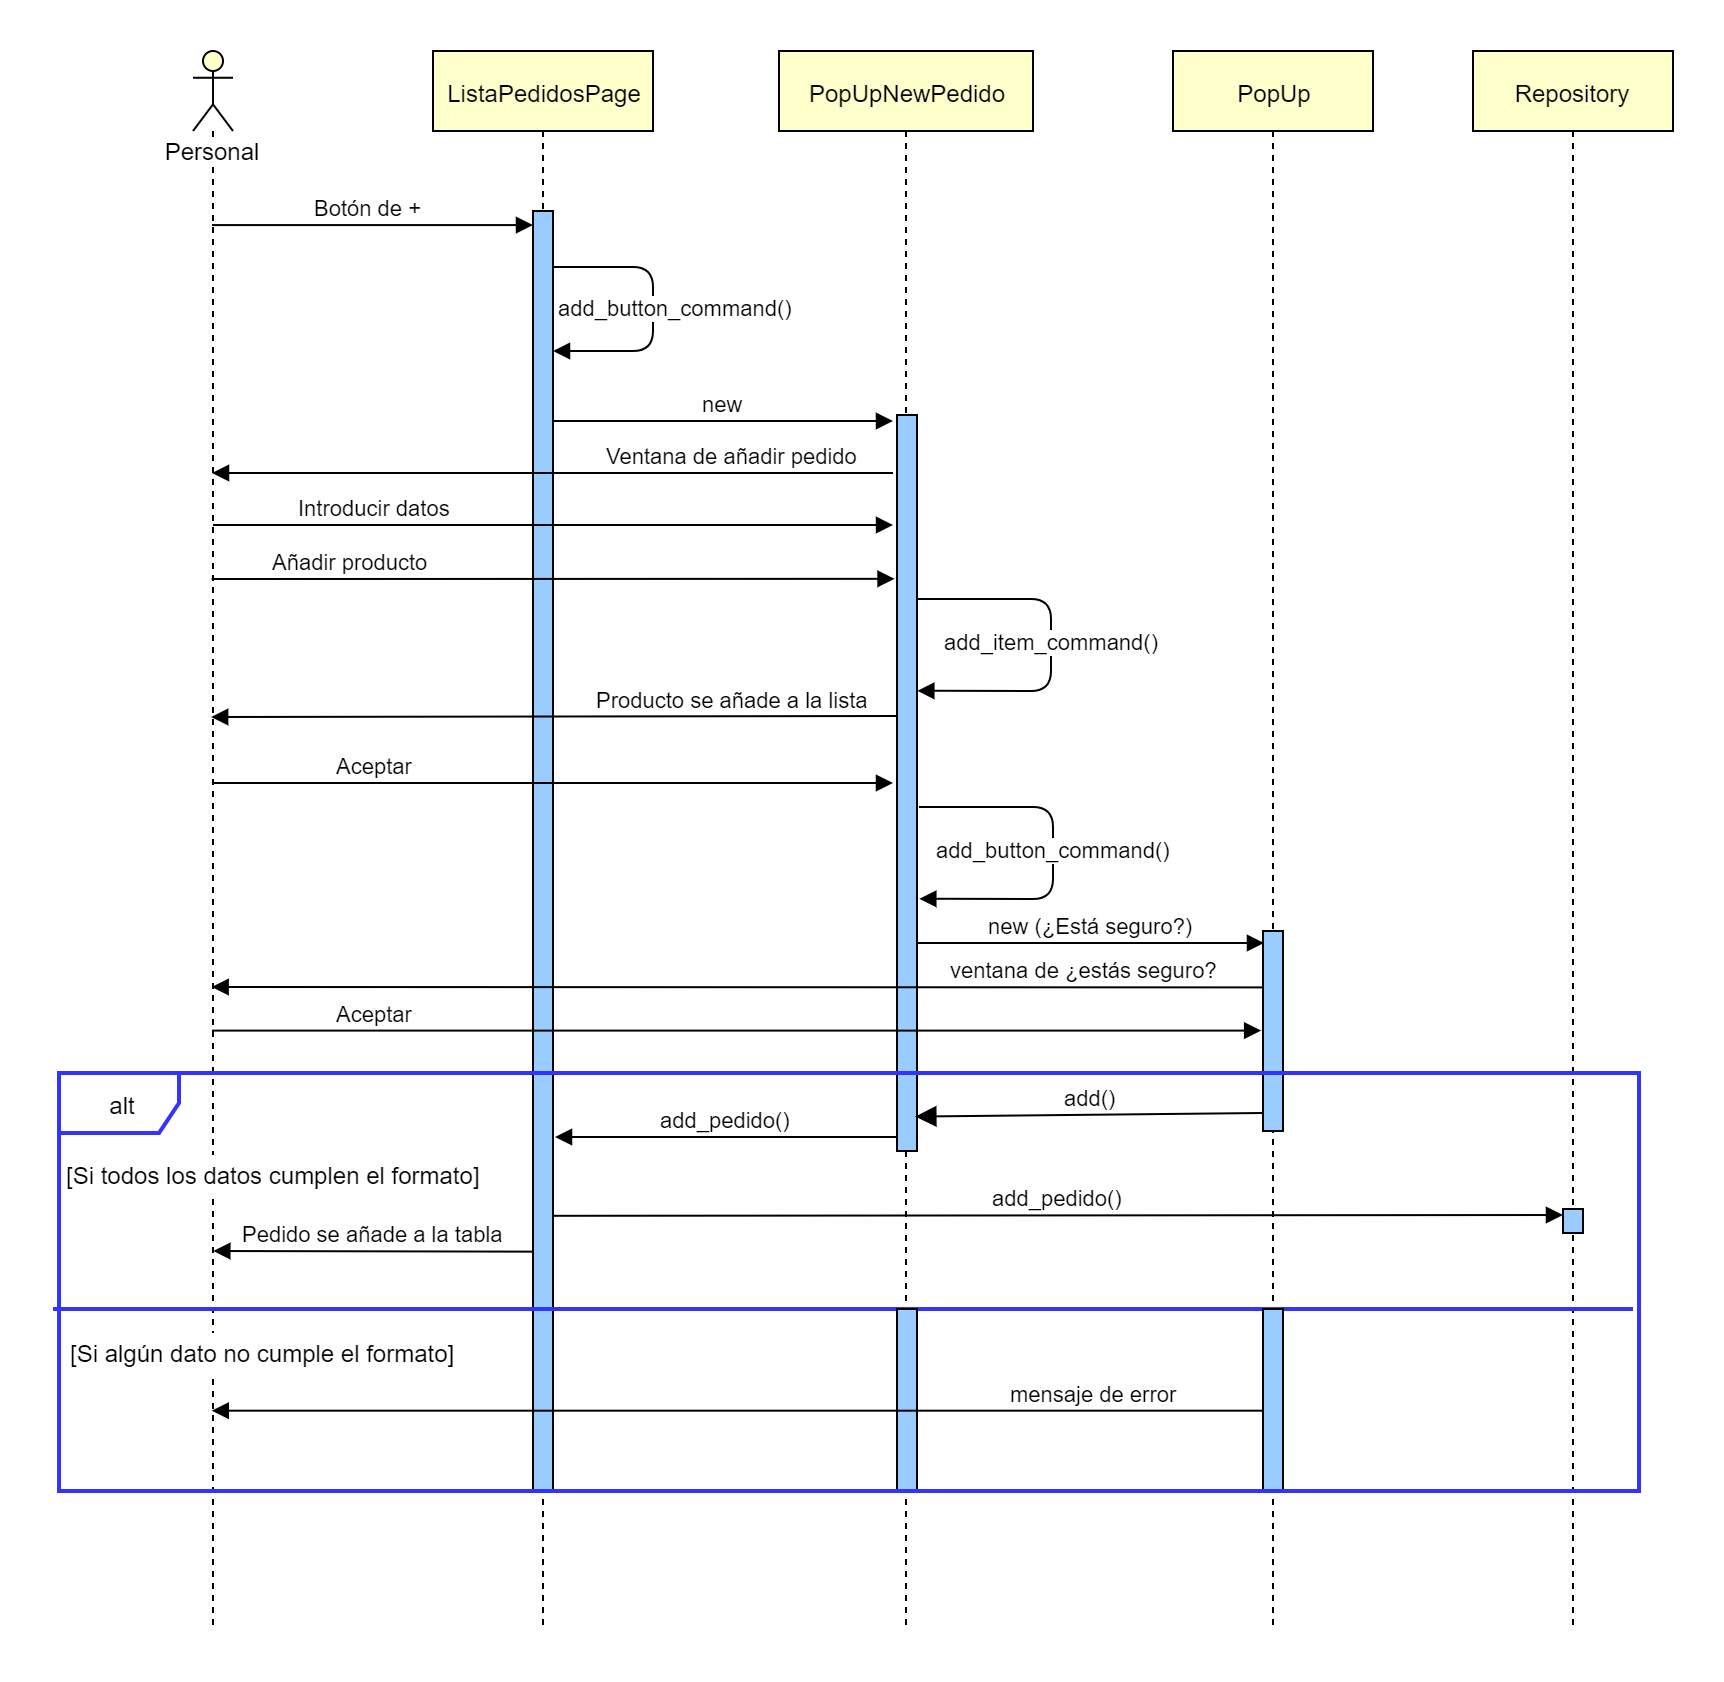 Personal
ListaPedidosPage
PopUpNewPedido
PopUp
Repository
Botón de +
add_button_command()
new
Ventana de añadir pedido
Introducir datos
Añadir producto
add_item_command()
Producto se añade a la lista
Aceptar
add_button_command()
new (¿Está seguro?)
ventana de ¿estás seguro?
Aceptar
alt
add()
add_pedido()
[Si todos los datos cumplen el formato]
add_pedido()
Pedido se añade a la tabla
[Si algún dato no cumple el formato]
mensaje de error